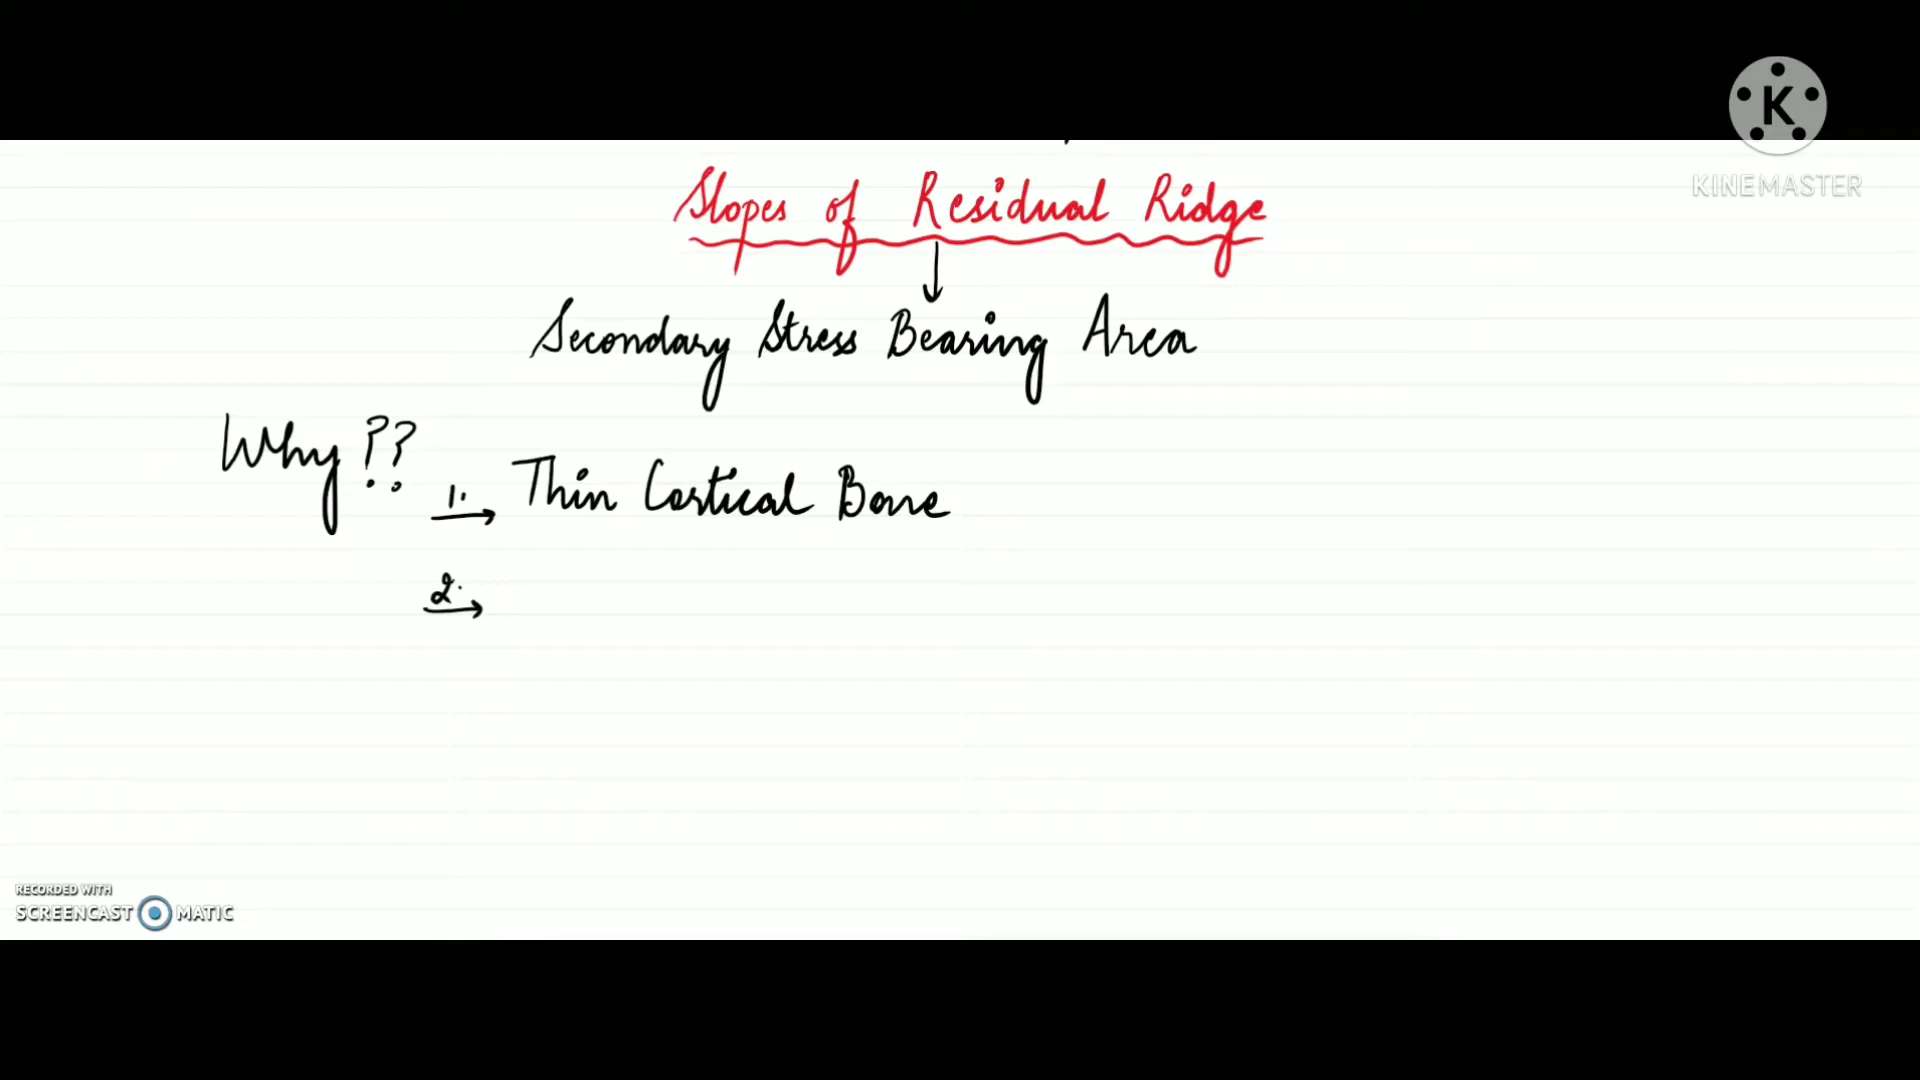 K
KINEMASTER
Slopes of Residual Ridge
Secondary Stress Bearing Area
Why ??
1. Thin Cortical Bone
2.
RECORDED WITH
SCREENCAST MATIC